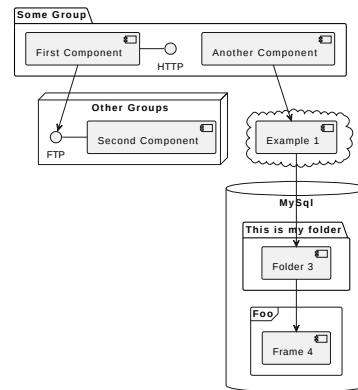 Some Group
First Component
HTTP
Another Component
Other Groups
FTP
Second Component
Example 1
MySql
This is my folder
Folder 3
Foo
Frame 4